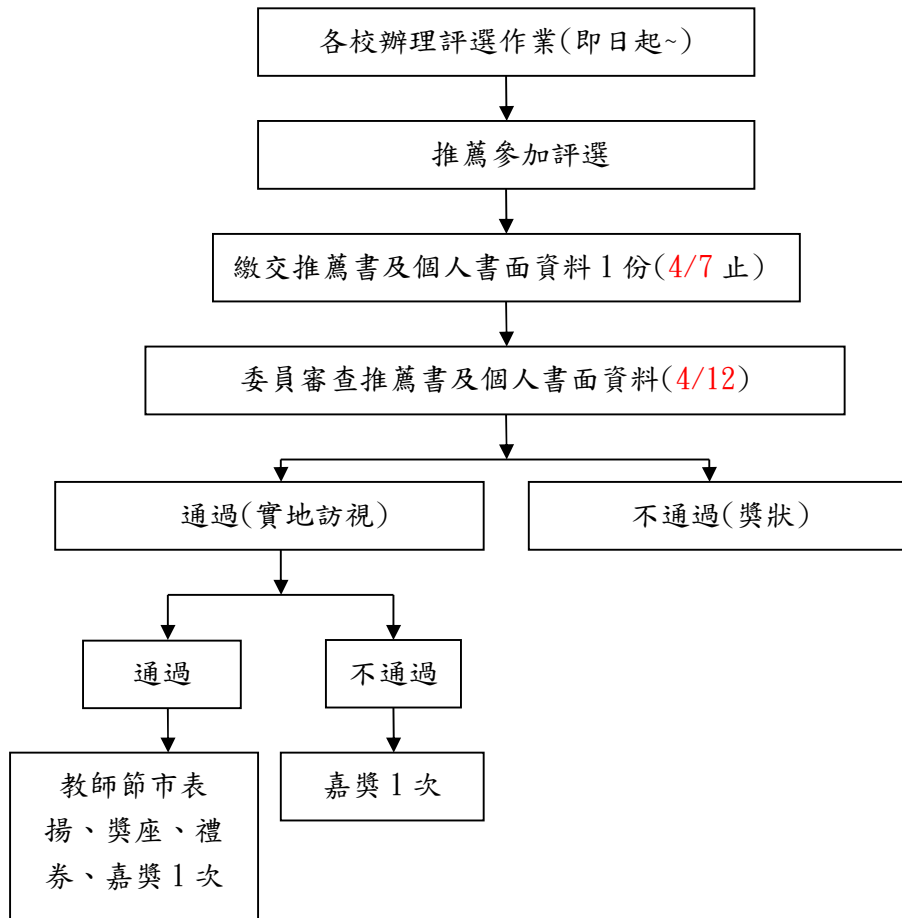 各校辦理評選作業(即日起~)
推薦參加評選
繳交推薦書及個人書面資料 1 份(4/7 止)
委員審查推薦書及個人書面資料(4/12)
通過(實地訪視)
不通過(獎狀)
通過
不通過
教師節市表
揚、獎座、禮
券、嘉獎 1 次
嘉獎 1 次